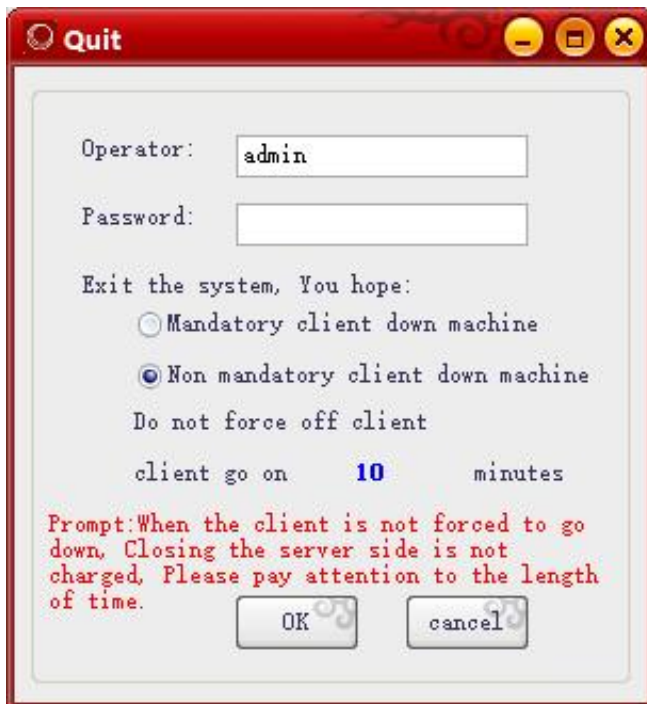 Quit
Operator: admin
Password:
Exit the system, You hope:
Mandatory client down machine
Non mandatory client down machine
Do not force off client
client go on 10 minutes
Prompt:When the client is not forced to go
down, Closing the server side is not
charged, Please pay attention to the length
of time.
OK cancel